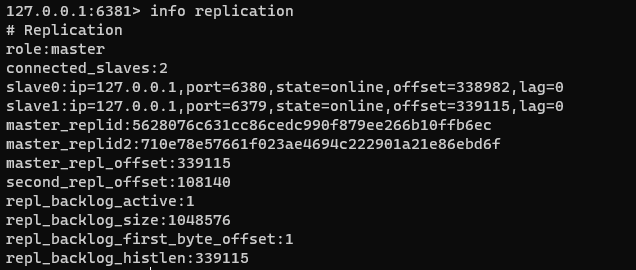 127.0.0.1:6381> info replication
# Replication
role:master
connected_slaves:2
slave0:ip=127.0.0.1,port=6380,state=online,offset=338982,lag=0
slave1:ip=127.0.0.1,port=6379,state=online,offset=339115,lag=0
master_replid:5628076c631cc86cedc990f879ee266b10ffb6ec
master_replid2:710e78e57661f023ae4694c222901a21e86ebd6f
master_repl_offset:339115
second_repl_offset:108140
repl_backlog_active:1
repl_backlog_size:1048576
repl_backlog_first_byte_offset:1
repl_backlog_histlen:339115